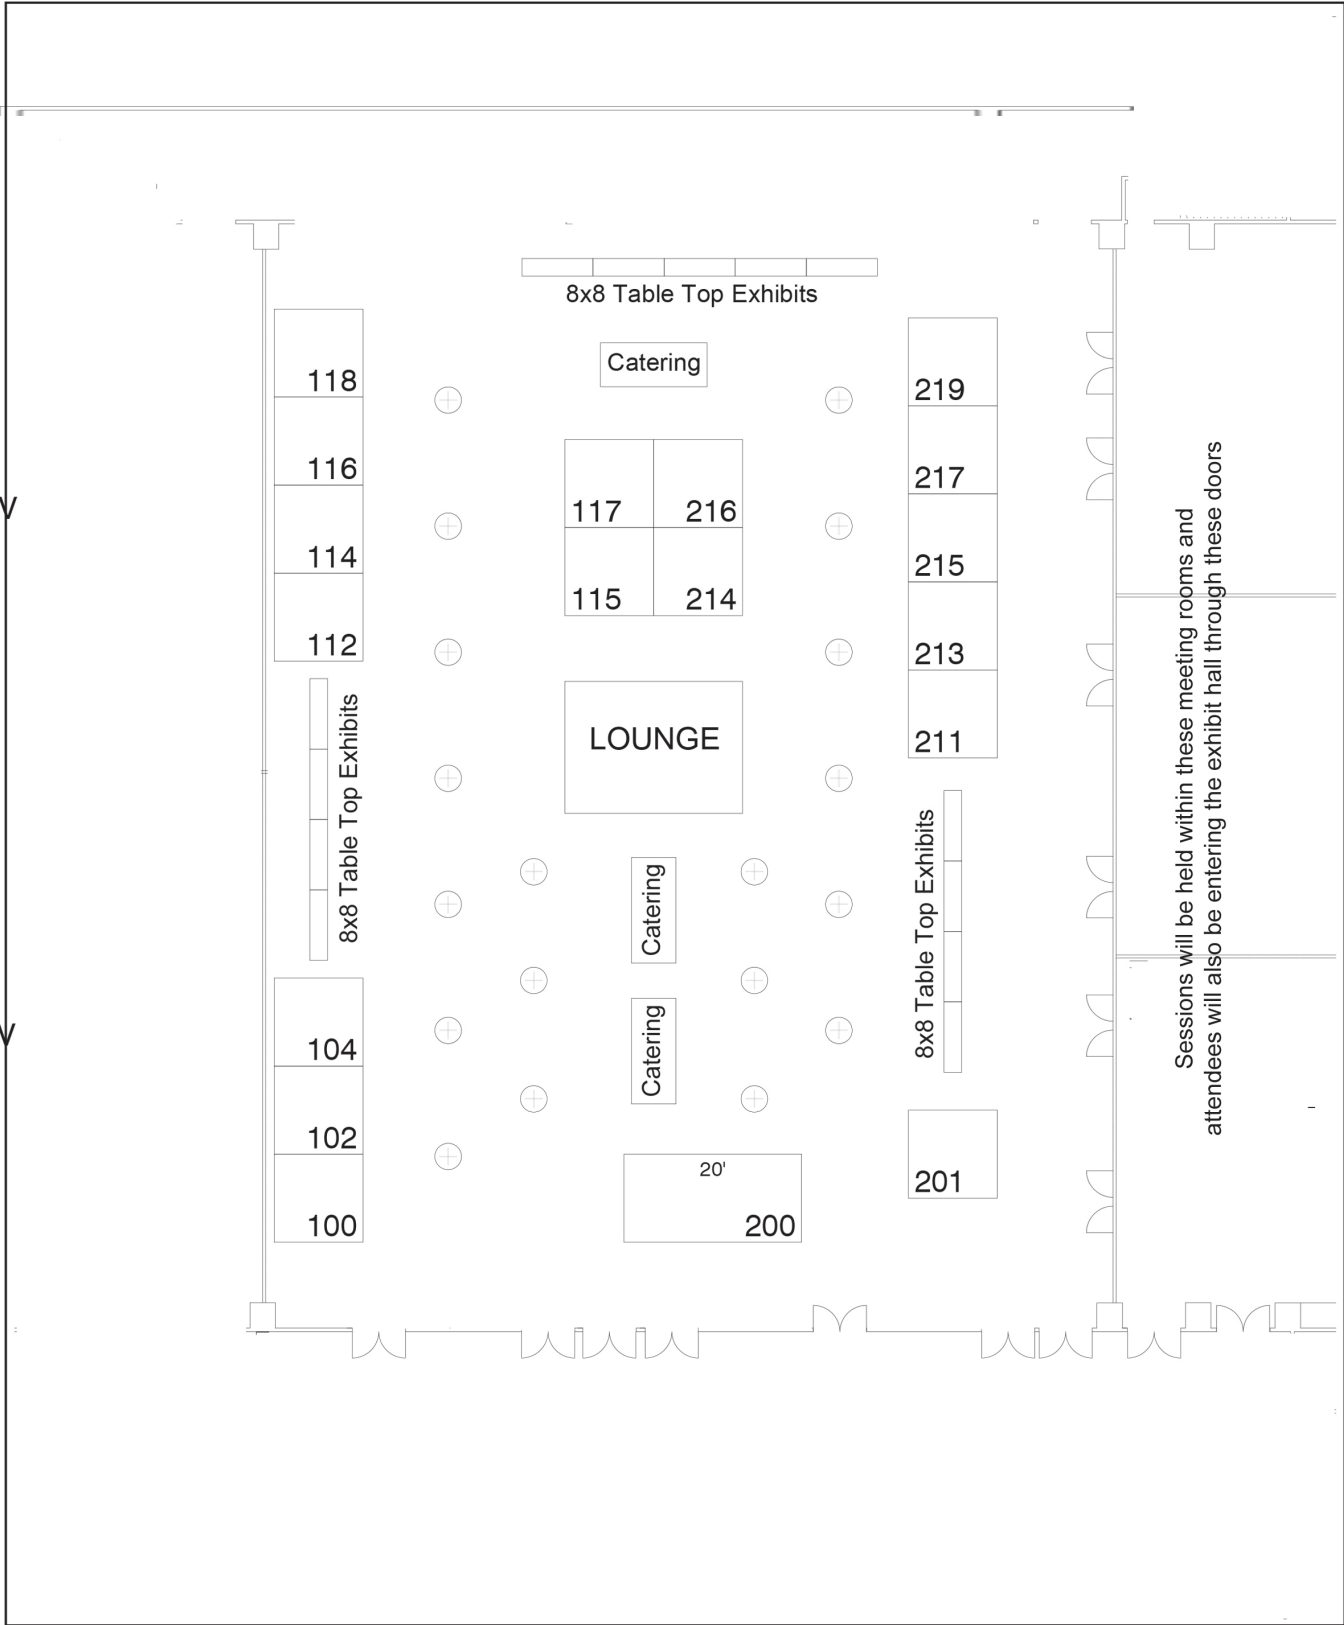 8x8 Table Top Exhibits
Catering
118
116
114
112
117
216
115
214
219
217
215
213
211
LOUNGE
8x8 Table Top Exhibits
8x8 Table Top Exhibits
Catering
Catering
104
102
100
20'
200
201
Sessions will be held within these meeting rooms and
attendees will also be entering the exhibit hall through these doors